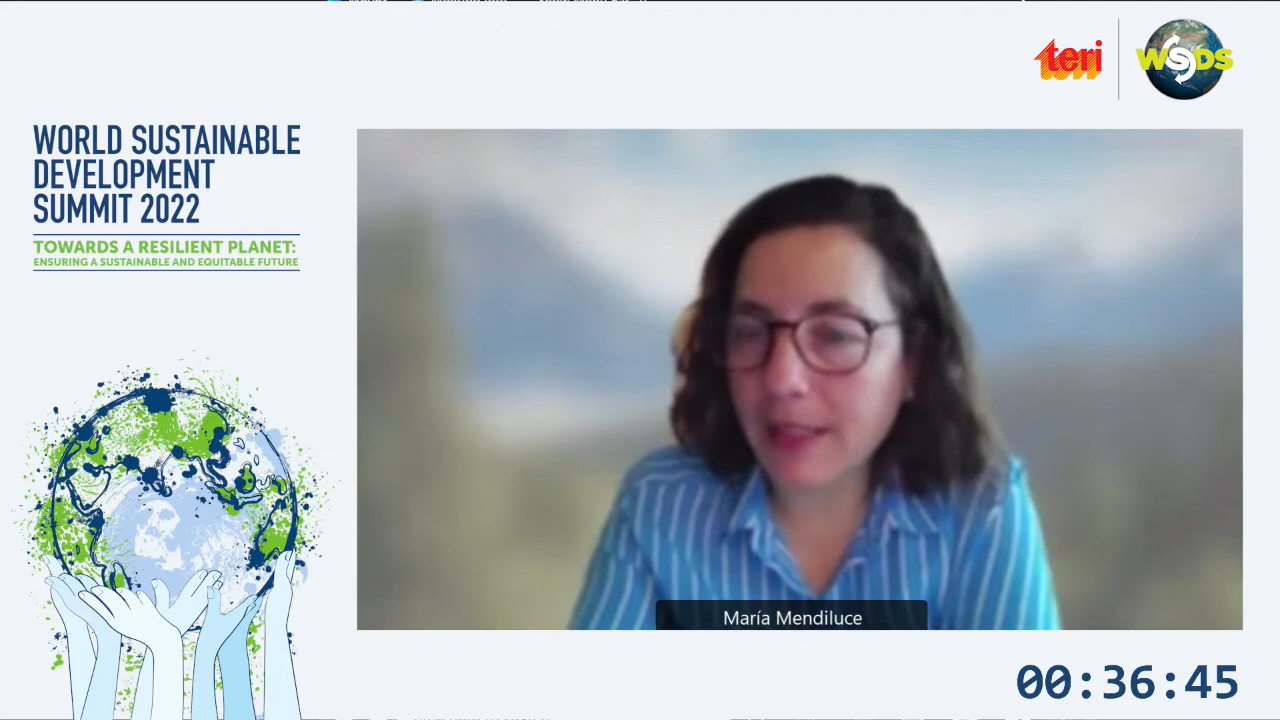 teri
WSDS
WORLD SUSTAINABLE
DEVELOPMENT
SUMMIT 2022
TOWARDS A RESILIENT PLANET:
ENSURING A SUSTAINABLE AND EQUITABLE FUTURE
María Mendiluce
00:36:45